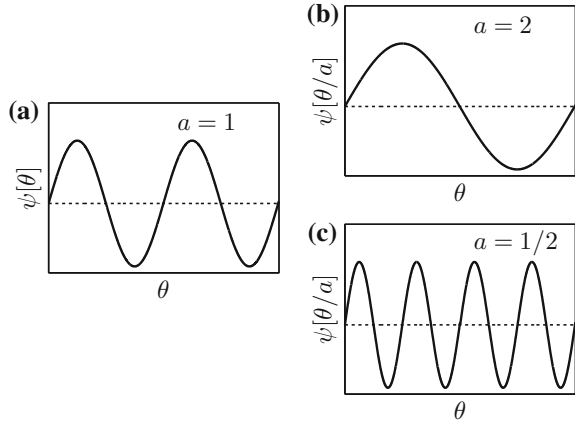 (a)
a = 1
ψ[θ]
θ
(b)
a = 2
ψ[θ/a]
θ
(c)
a = 1/2
ψ[θ/a]
θ